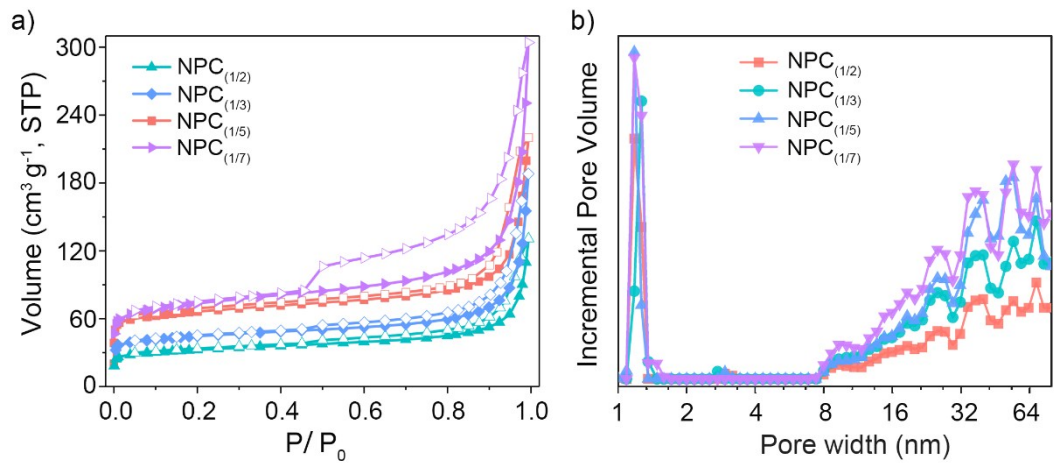 a)
Volume (cm³ g⁻¹, STP)
300
240
180
120
60
0
NPC(1/2)
NPC(1/3)
NPC(1/5)
NPC(1/7)
0.0 0.2 0.4 0.6 0.8 1.0
P/ P₀
b)
Incremental Pore Volume
NPC(1/2)
NPC(1/3)
NPC(1/5)
NPC(1/7)
1 2 4 8 16 32 64
Pore width (nm)